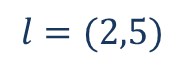 l = (2,5)